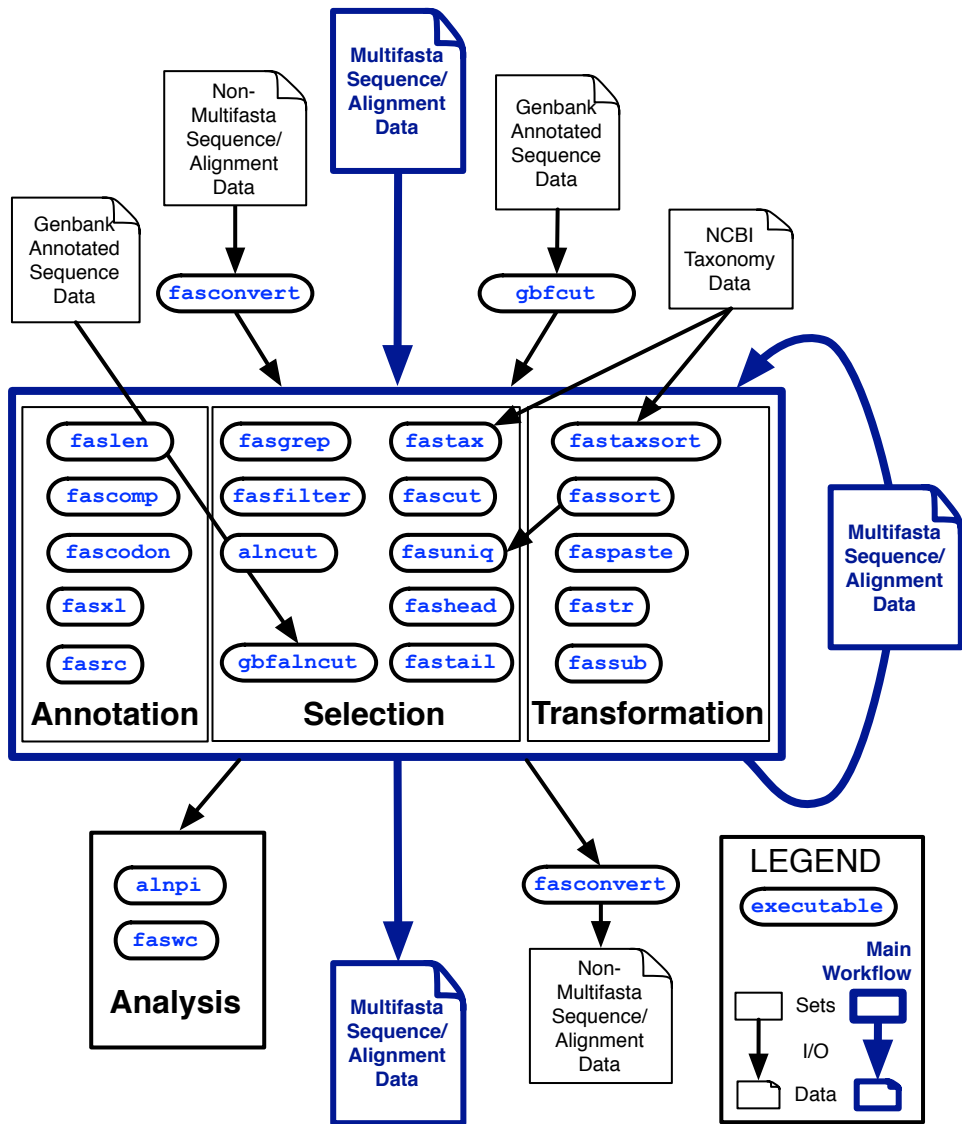 Multifasta
Sequence/
Alignment
Data
Non-
Multifasta
Sequence/
Alignment
Data
Genbank
Annotated
Sequence
Data
Genbank
Annotated
Sequence
Data
NCBI
Taxonomy
Data
fasconvert
gbfcut
faslen
fascomp
fascodon
fasxl
fasrc
Annotation
fasgrep
fasfilter
alncut
gbfalncut
fastax
fascut
fasuniq
fashead
fastail
Selection
fastaxsort
fassort
faspaste
fastr
fassub
Transformation
Multifasta
Sequence/
Alignment
Data
alnpi
faswc
Analysis
Multifasta
Sequence/
Alignment
Data
fasconvert
Non-
Multifasta
Sequence/
Alignment
Data
LEGEND
executable
Main
Workflow
Sets
I/O
Data